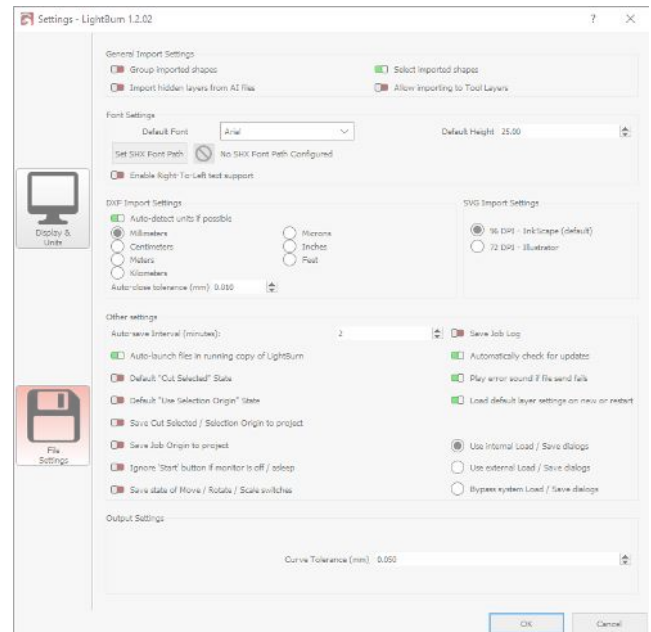 Settings - LightBurn 1.2.02
? ×
General Import Settings
Group imported shapes
Select imported shapes
Import hidden layers from AI files
Allow importing to Tool Layers
Font Settings
Default Font Arial
Default Height 25.00
Set SHX Font Path No SHX Font Path Configured
Enable Right-To-Left text support
Display & Units
DXF Import Settings
Auto-detect units if possible
Millimeters
Microns
Centimeters
Inches
Meters
Feet
Kilometers
Auto-close tolerance (mm) 0.010
SVG Import Settings
96 DPI - InkScape (default)
72 DPI - Illustrator
Other settings
Auto-save Interval (minutes): 2
Save Job Log
Auto-launch files in running copy of LightBurn
Automatically check for updates
Default "Cut Selected" State
Play error sound if file send fails
Default "Use Selection Origin" State
Load default layer settings on new or restart
Save Cut Selected / Selection Origin to project
File Settings
Save Job Origin to project
Use internal Load / Save dialogs
Ignore 'Start' button if monitor is off / asleep
Use external Load / Save dialogs
Save state of Move / Rotate / Scale switches
Bypass system Load / Save dialogs
Output Settings
Curve Tolerance (mm) 0.050
OK
Cancel